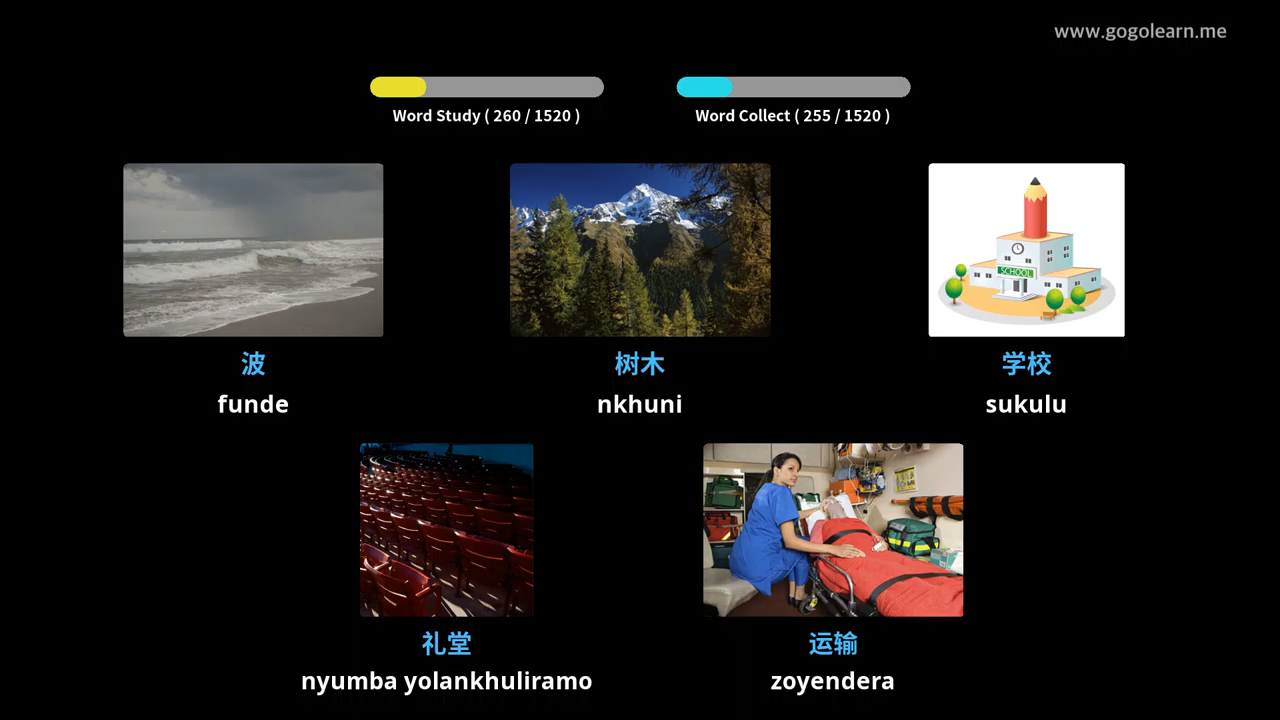 www.gogolearn.me
Word Study ( 260 / 1520 )
Word Collect ( 255 / 1520 )
SCHOOL
波
funde
树木
nkhuni
学校
sukulu
礼堂
nyumba yolankhuliramo
运输
zoyendera